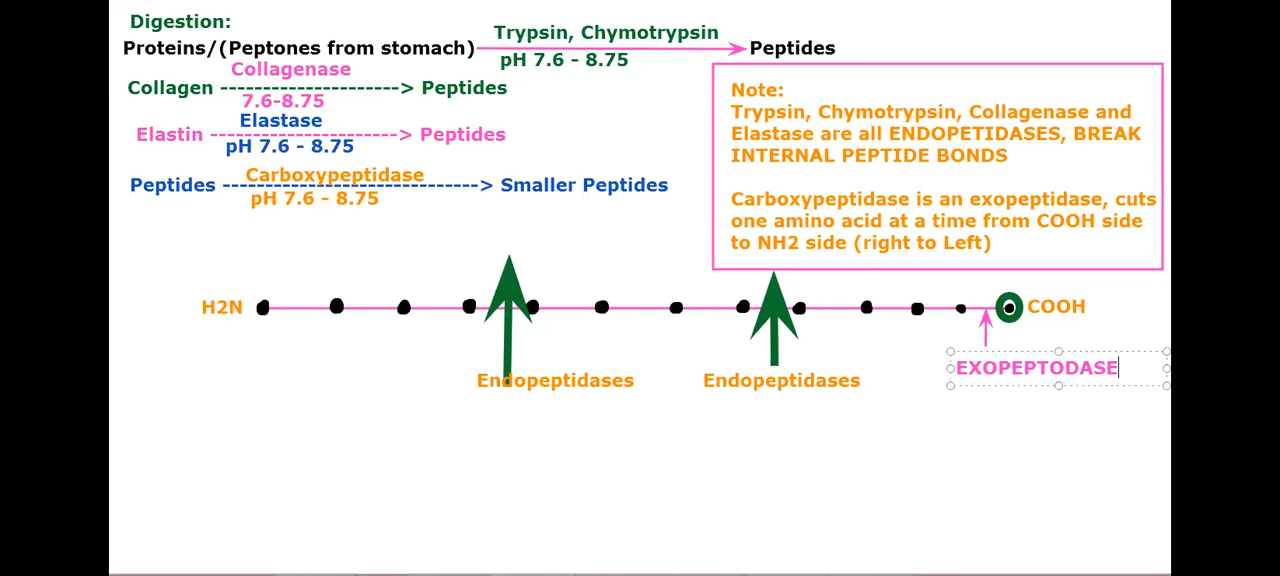 Digestion:
Trypsin, Chymotrypsin
Proteins/(Peptones from stomach) Peptides
pH 7.6 - 8.75
Collagenase
Collagen --------------------> Peptides
7.6-8.75
Elastase
Elastin ---------------------> Peptides
pH 7.6 - 8.75
Carboxypeptidase
Peptides -----------------------------> Smaller Peptides
pH 7.6 - 8.75
Note:
Trypsin, Chymotrypsin, Collagenase and
Elastase are all ENDOPETIDASES, BREAK
INTERNAL PEPTIDE BONDS
Carboxypeptidase is an exopeptidase, cuts
one amino acid at a time from COOH side
to NH2 side (right to Left)
H2N COOH
EXOPEPTODASE
Endopeptidases Endopeptidases